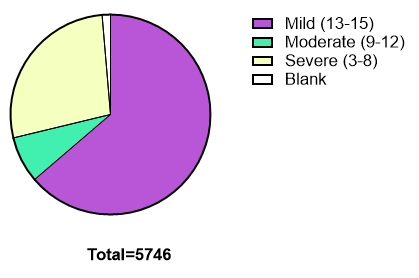 Mild (13-15)
Moderate (9-12)
Severe (3-8)
Blank
Total=5746